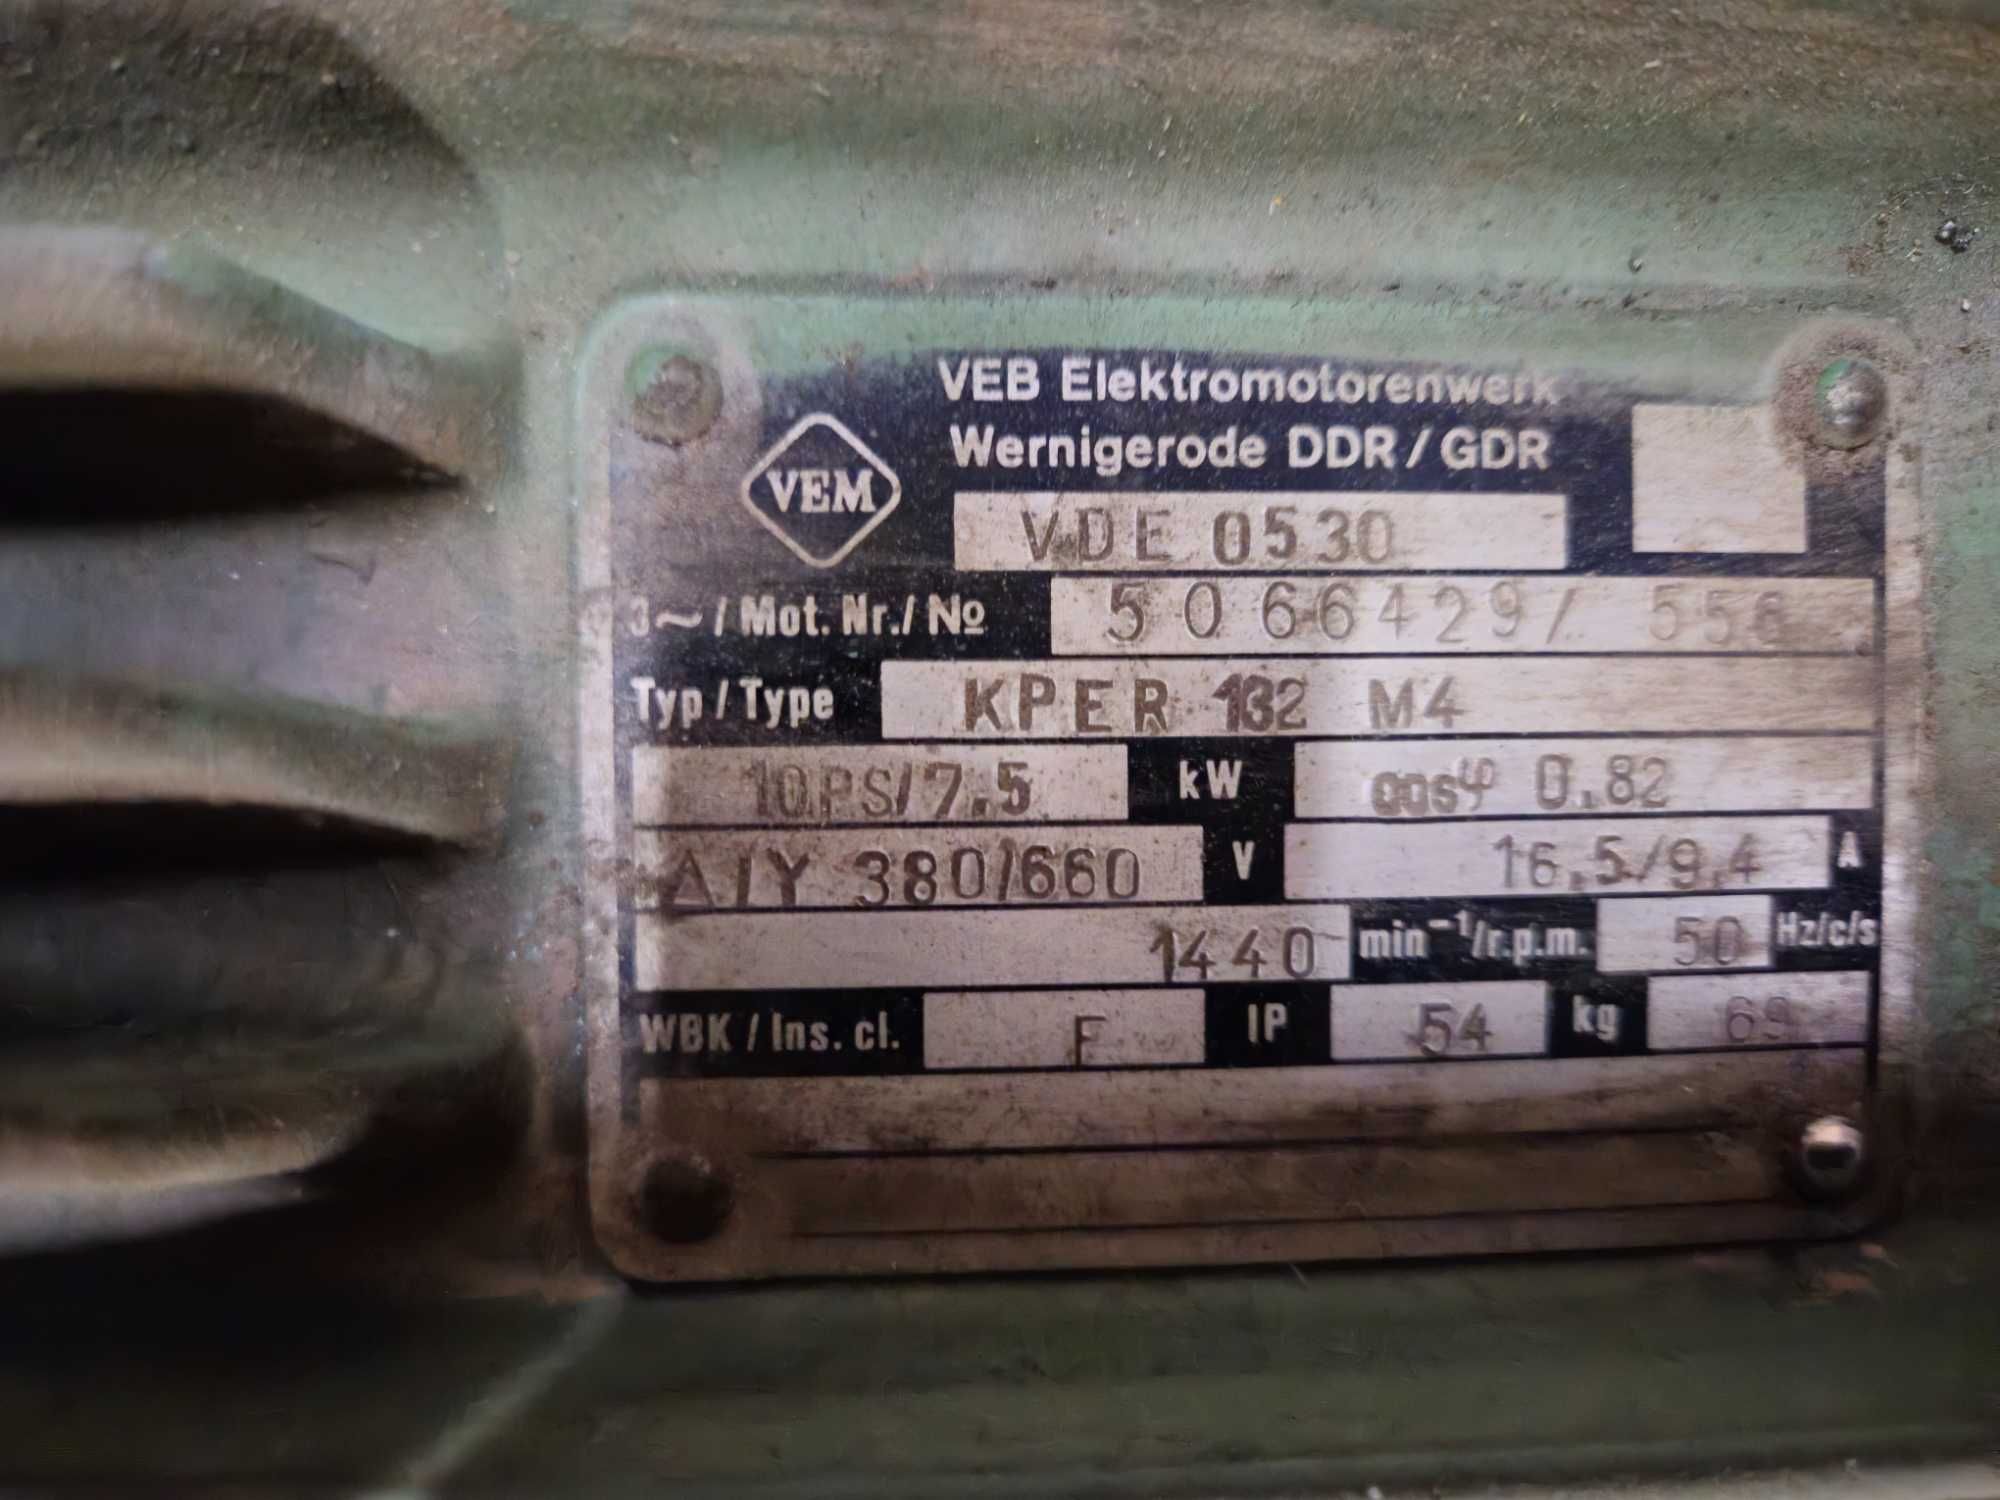 VEB Elektromotorenwerk
Wernigerode DDR / GDR
VEM
VDE 0530
3~ / Mot. Nr./ № 5066429/ 556
Typ / Type KPER 132 M4
10PS/7.5 kW cosφ 0.82
Δ/Y 380/660 V 16.5/9.4 A
1440 min⁻¹/r.p.m. 50 Hz/c/s
WBK / Ins. cl. F IP 54 kg 69